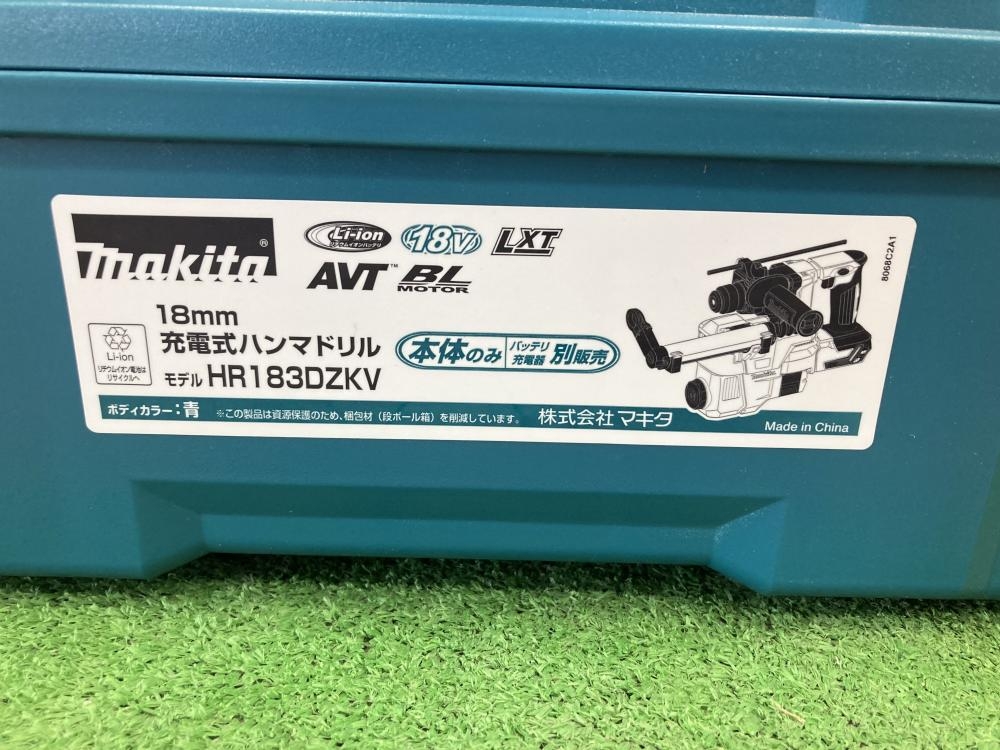 makita®
Li-ion
リチウムイオンバッテリ
18V
LXT
AVT™
BL
MOTOR
18mm
充電式ハンマドリル
モデル HR183DZKV
本体のみ
バッテリ
充電器
別販売
Li-ion
リチウムイオン電池は
リサイクルへ
ボディカラー：青
※この製品は資源保護のため、梱包材（段ボール箱）を削減しています。
株式会社 マキタ
Made in China
8068C2A1
makita